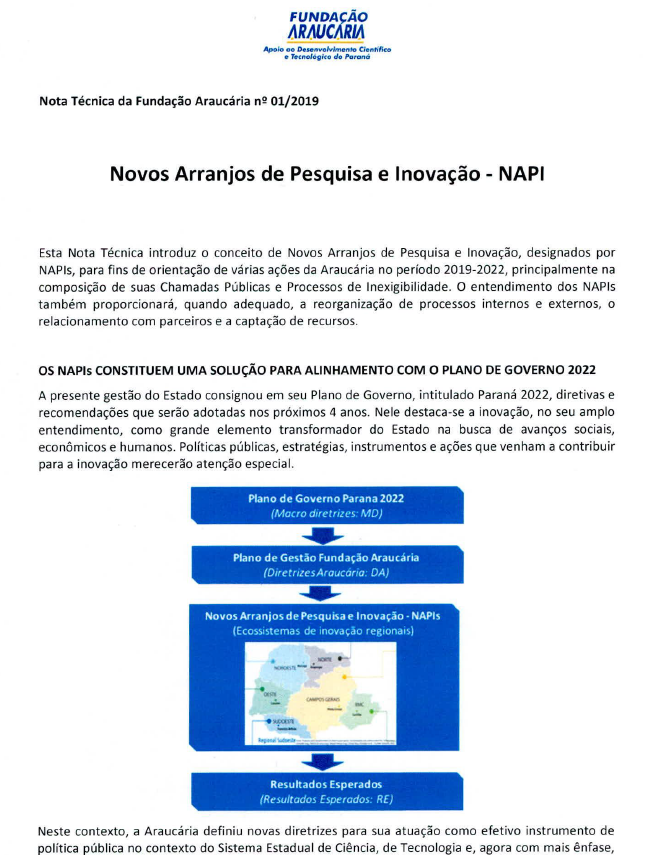 FUNDAÇÃO
ARAUCÁRIA
Apoio ao Desenvolvimento Científico
e Tecnológico do Paraná
Nota Técnica da Fundação Araucária nº 01/2019
Novos Arranjos de Pesquisa e Inovação - NAPI
Esta Nota Técnica introduz o conceito de Novos Arranjos de Pesquisa e Inovação, designados por
NAPIs, para fins de orientação de várias ações da Araucária no período 2019-2022, principalmente na
composição de suas Chamadas Públicas e Processos de Inexigibilidade. O entendimento dos NAPIs
também proporcionará, quando adequado, a reorganização de processos internos e externos, o
relacionamento com parceiros e a captação de recursos.
OS NAPIs CONSTITUEM UMA SOLUÇÃO PARA ALINHAMENTO COM O PLANO DE GOVERNO 2022
A presente gestão do Estado consignou em seu Plano de Governo, intitulado Paraná 2022, diretivas e
recomendações que serão adotadas nos próximos 4 anos. Nele destaca-se a inovação, no seu amplo
entendimento, como grande elemento transformador do Estado na busca de avanços sociais,
econômicos e humanos. Políticas públicas, estratégias, instrumentos e ações que venham a contribuir
para a inovação merecerão atenção especial.
Plano de Governo Parana 2022
(Macro diretrizes: MD)
Plano de Gestão Fundação Araucária
(Diretrizes Araucária: DA)
Novos Arranjos de Pesquisa e Inovação - NAPIs
(Ecossistemas de inovação regionais)
NORTE
NOROESTE
OESTE
CAMPOS GERAIS
RMC
SUDOESTE
Resultados Esperados
(Resultados Esperados: RE)
Neste contexto, a Araucária definiu novas diretrizes para sua atuação como efetivo instrumento de
política pública no contexto do Sistema Estadual de Ciência, de Tecnologia e, agora com mais ênfase,